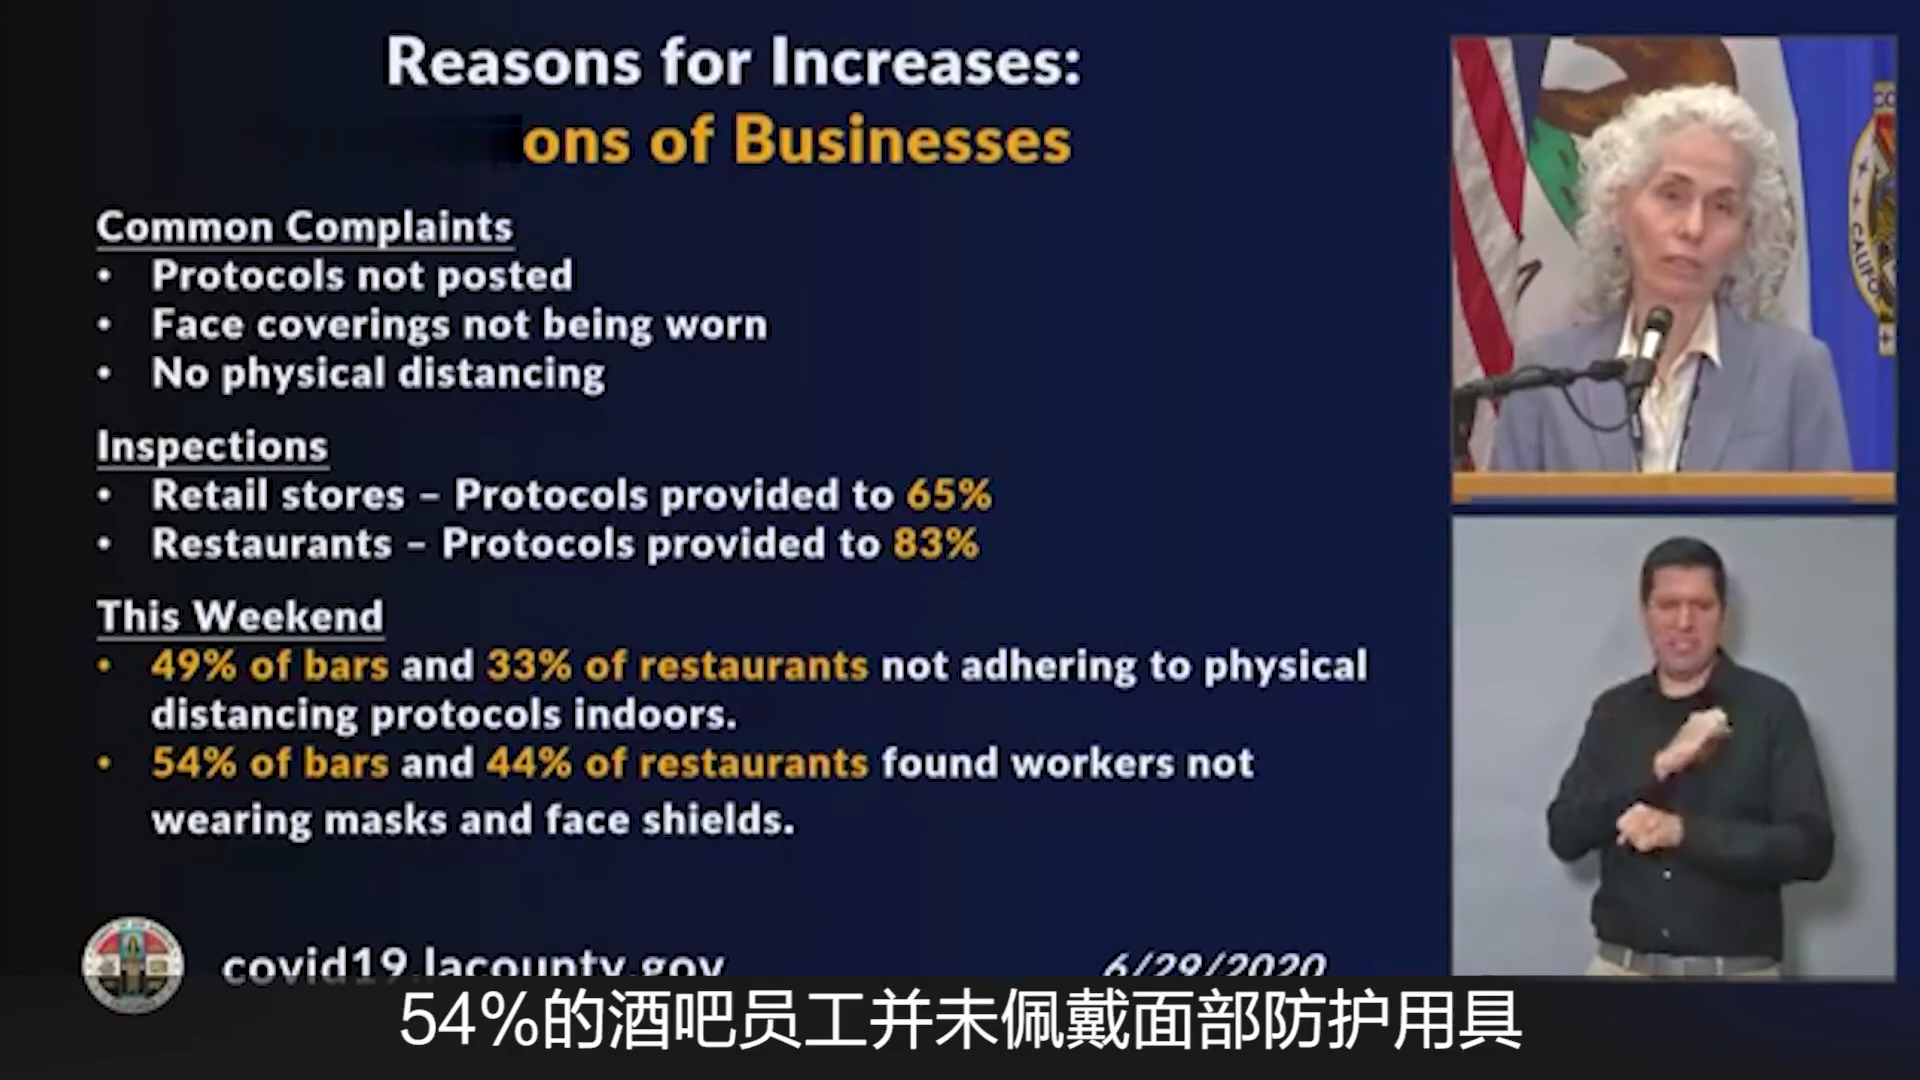 Reasons for Increases:
ons of Businesses
Common Complaints
• Protocols not posted
• Face coverings not being worn
• No physical distancing
Inspections
• Retail stores – Protocols provided to 65%
• Restaurants – Protocols provided to 83%
This Weekend
• 49% of bars and 33% of restaurants not adhering to physical
distancing protocols indoors.
• 54% of bars and 44% of restaurants found workers not
wearing masks and face shields.
covid19.lacounty.gov
6/29/2020
54%的酒吧员工并未佩戴面部防护用具